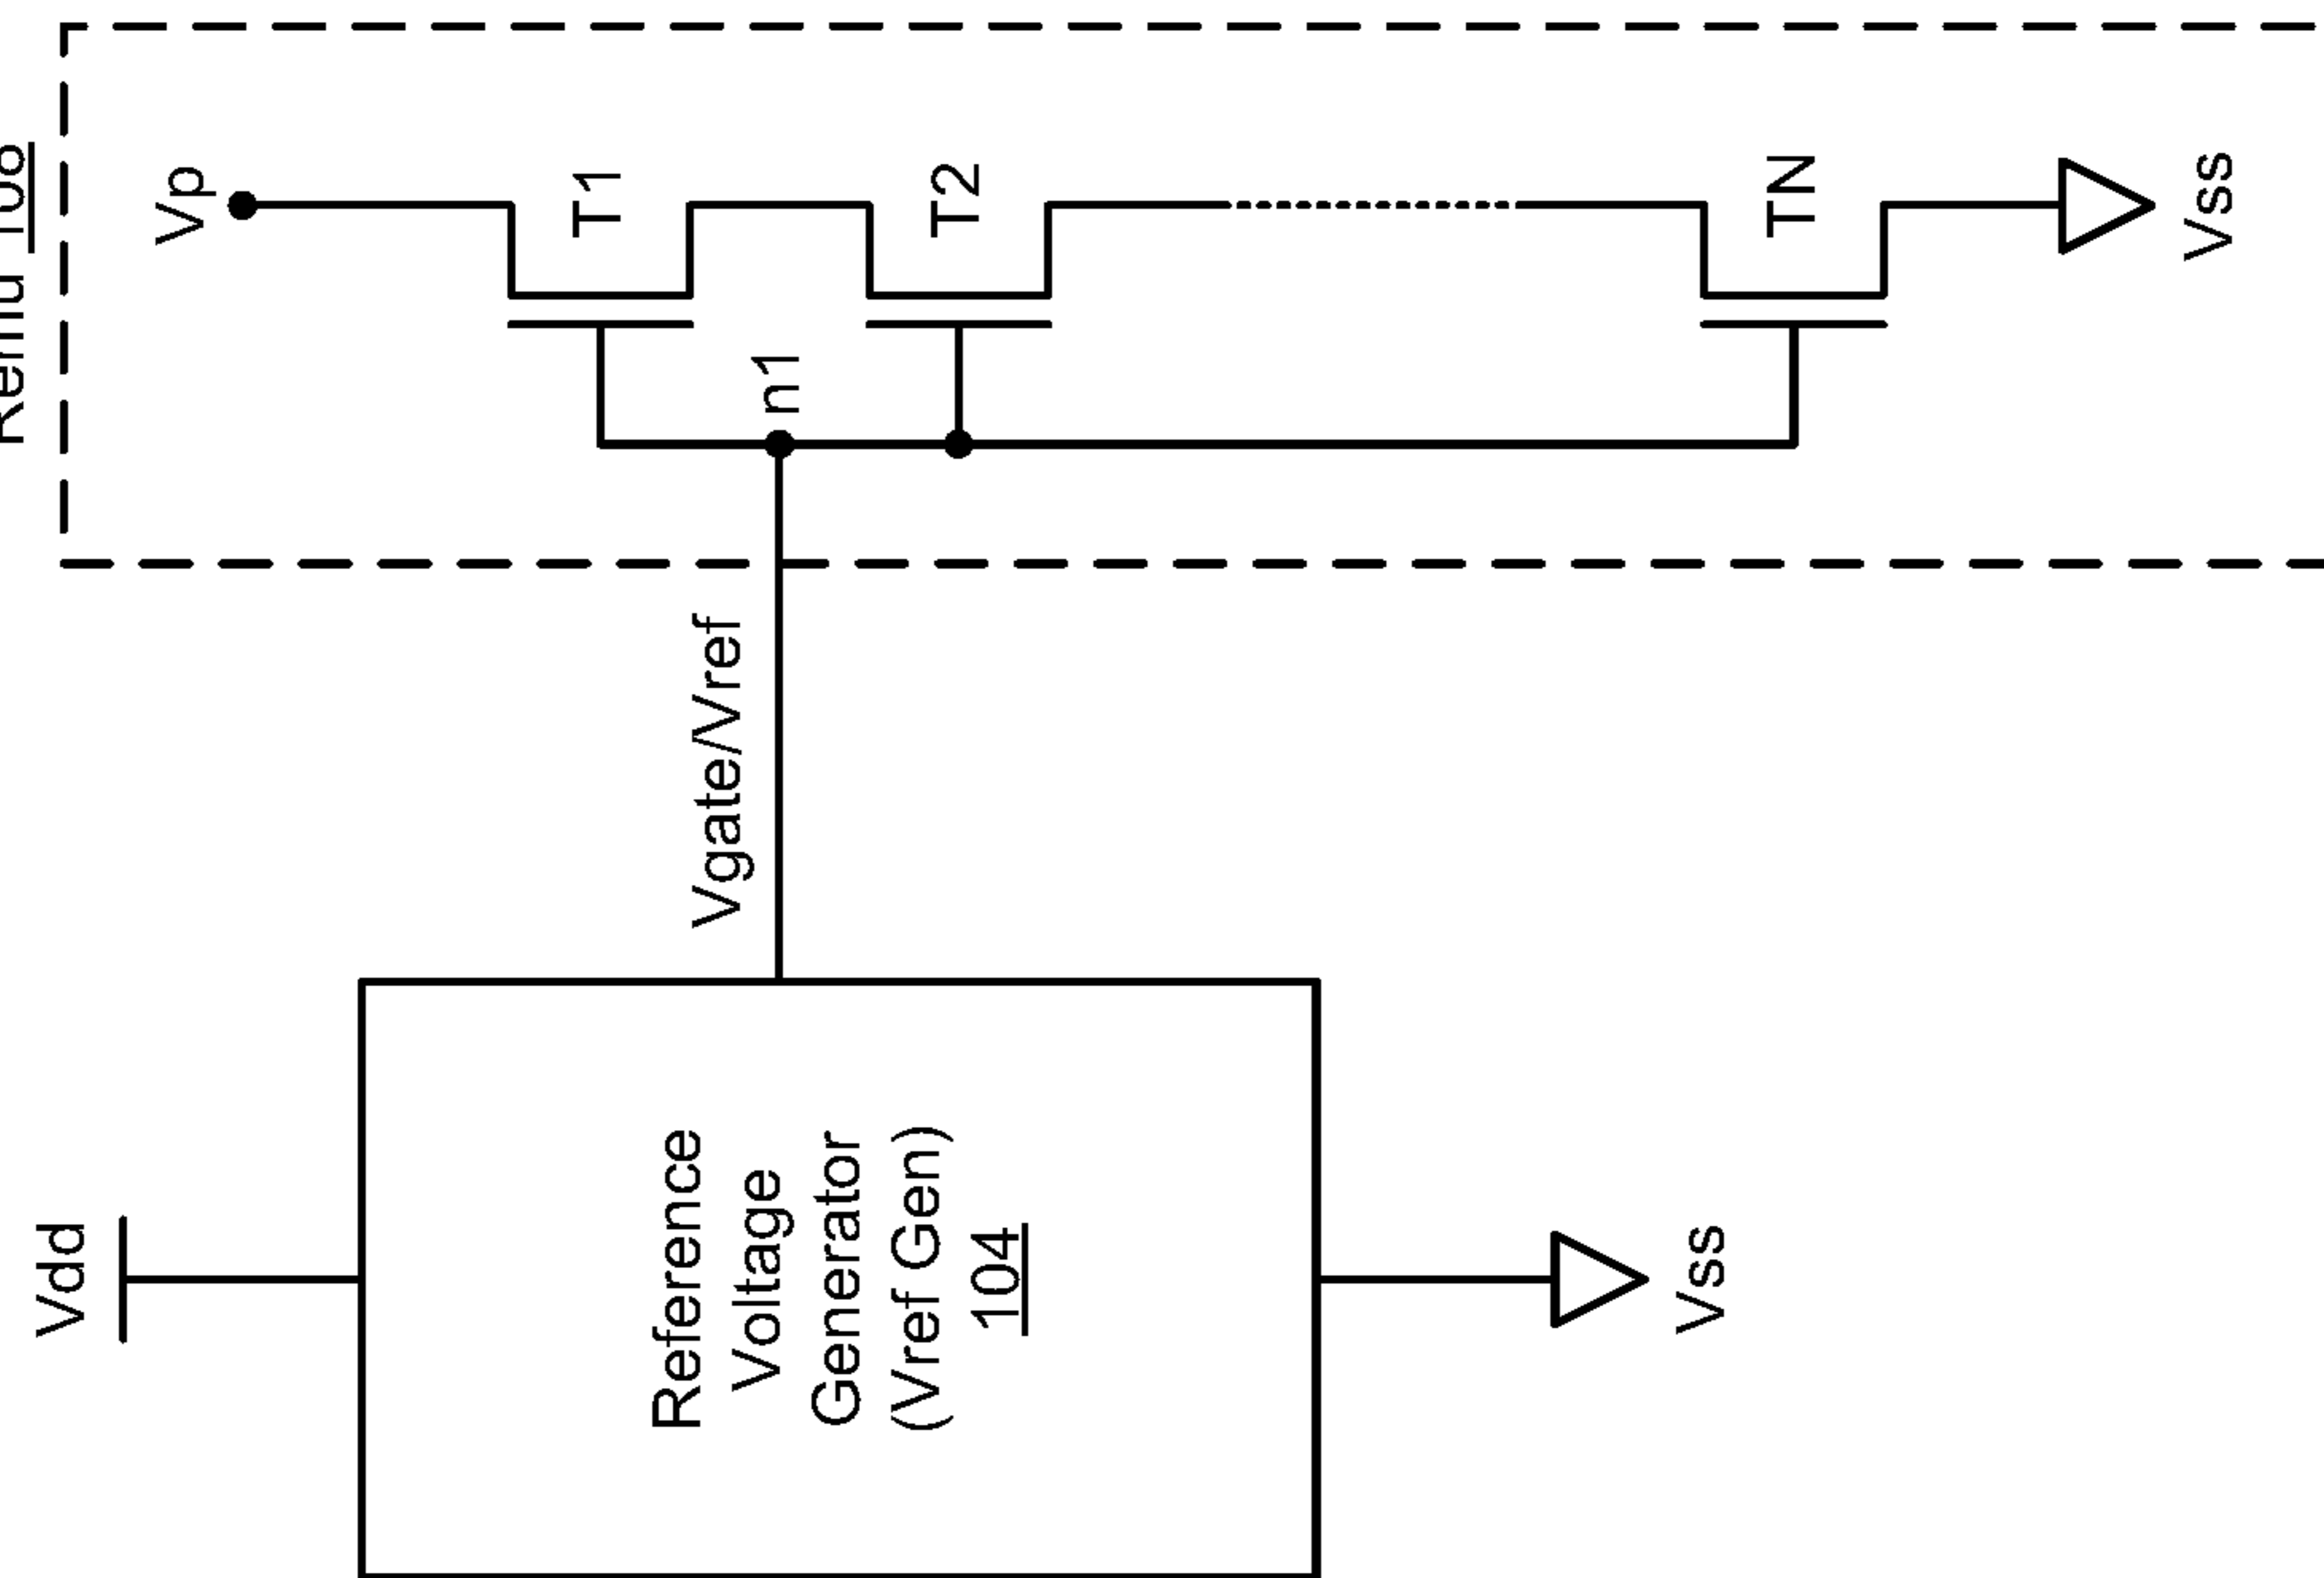 Vdd
Reference
Voltage
Generator
(Vref Gen)
104
Vss
Vgate/Vref
n1
Vp
T1
T2
TN
Vss